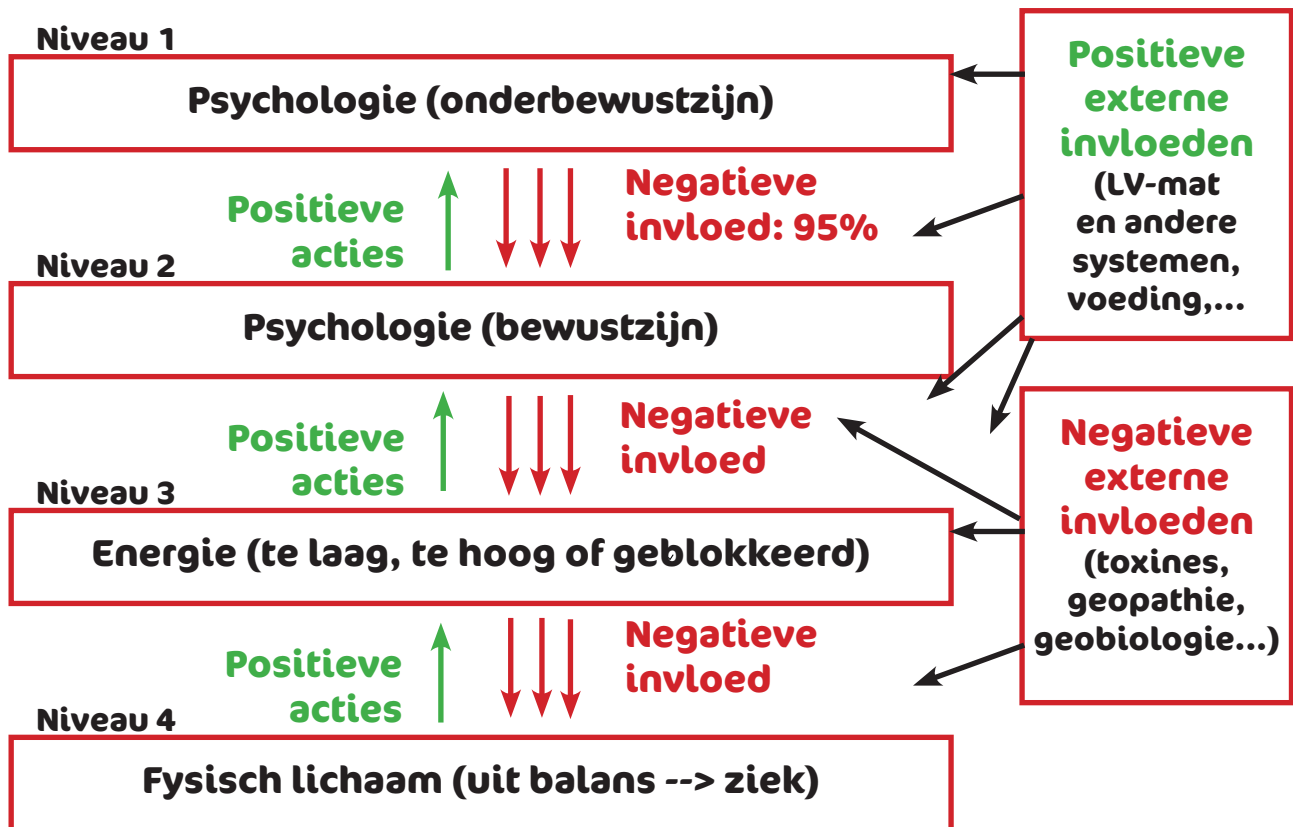 Niveau 1
Psychologie (onderbewustzijn)
Positieve
acties
Negatieve
invloed: 95%
Niveau 2
Psychologie (bewustzijn)
Positieve
acties
Negatieve
invloed
Niveau 3
Energie (te laag, te hoog of geblokkeerd)
Positieve
acties
Negatieve
invloed
Niveau 4
Fysisch lichaam (uit balans --> ziek)
Positieve
externe
invloeden
(LV-mat
en andere
systemen,
voeding,...
Negatieve
externe
invloeden
(toxines,
geopathie,
geobiologie...)